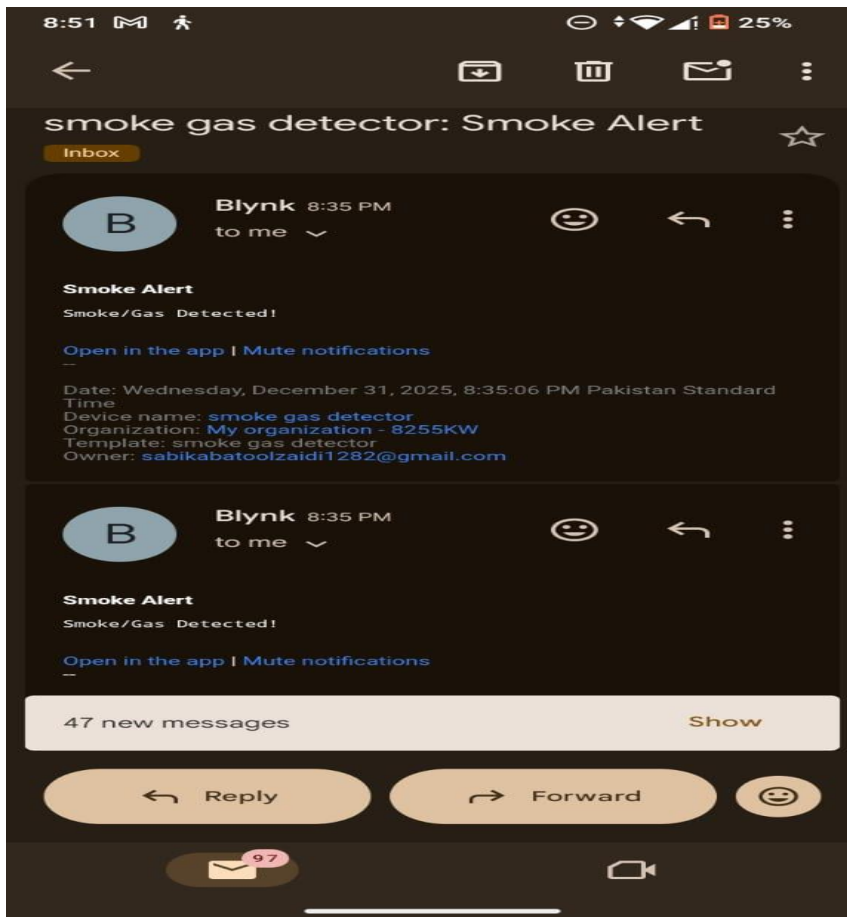 8:51 25%
smoke gas detector: Smoke Alert
Inbox
B Blynk 8:35 PM
to me
Smoke Alert
Smoke/Gas Detected!
Open in the app | Mute notifications
--
Date: Wednesday, December 31, 2025, 8:35:06 PM Pakistan Standard
Time
Device name: smoke gas detector
Organization: My organization - 8255KW
Template: smoke gas detector
Owner: sabikabatoolzaidi1282@gmail.com
B Blynk 8:35 PM
to me
Smoke Alert
Smoke/Gas Detected!
Open in the app | Mute notifications
--
47 new messages Show
Reply Forward
97